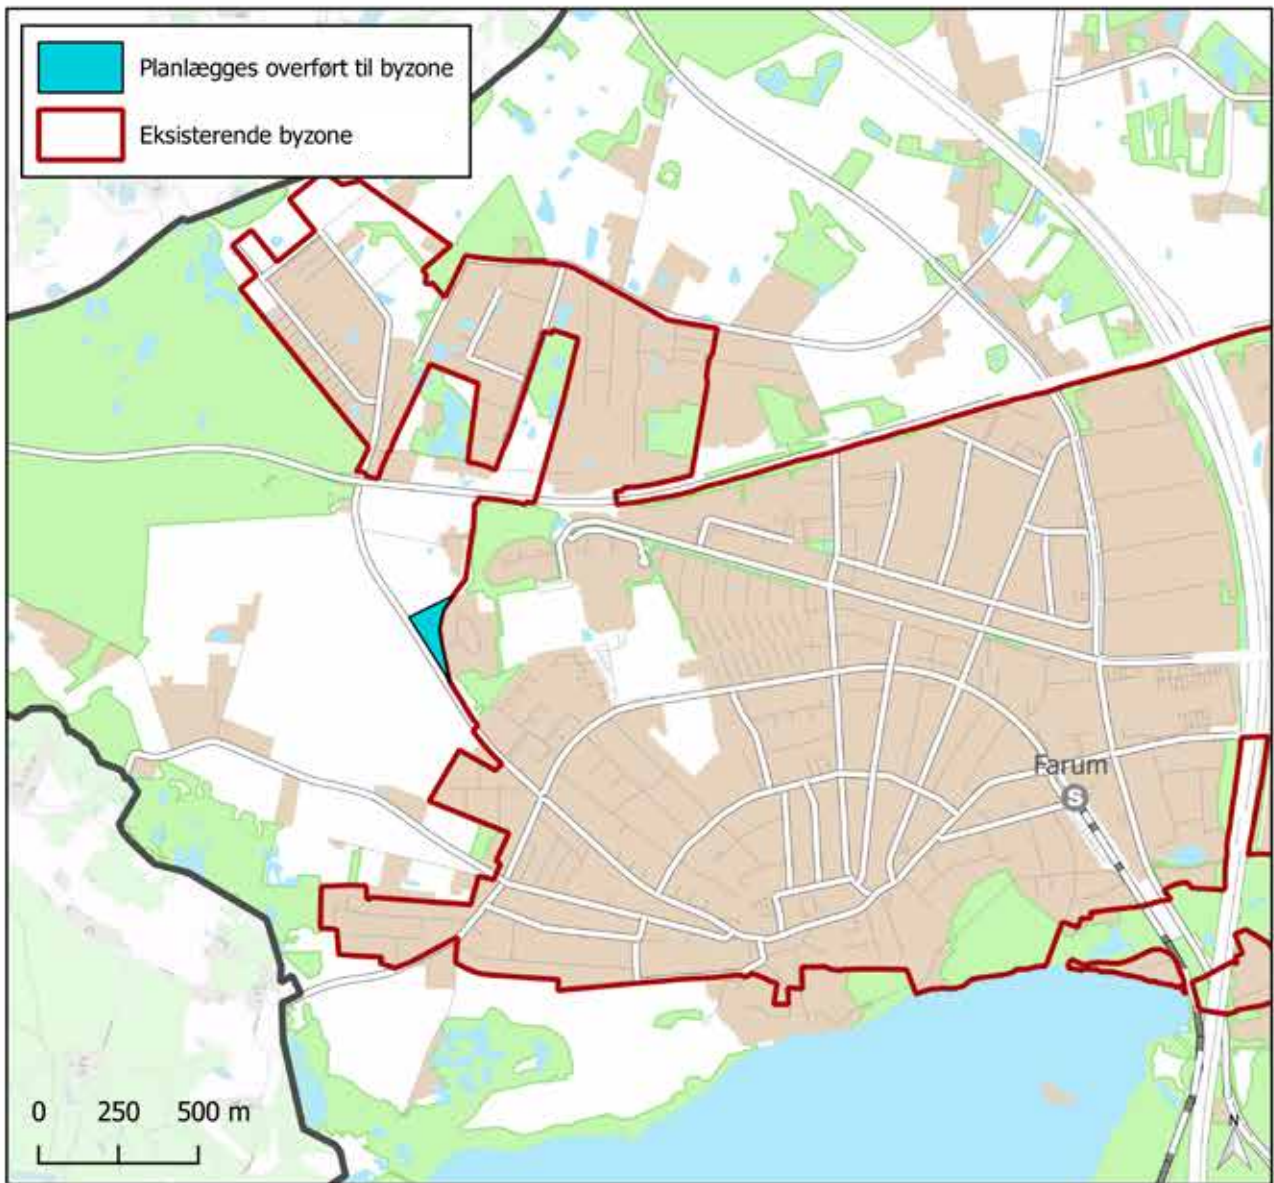 Planlægges overført til byzone
Eksisterende byzone
Farum
S
0 250 500 m
N